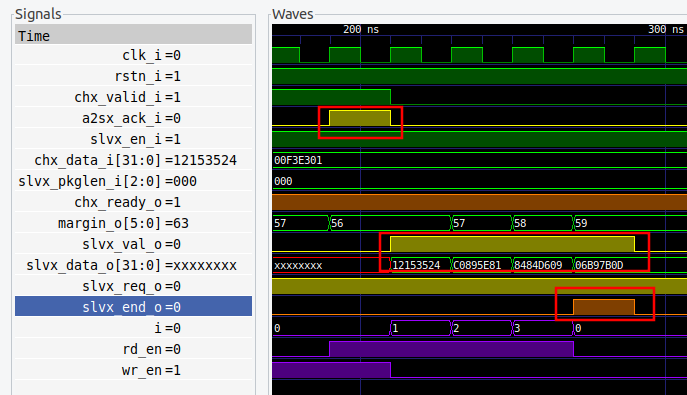 Signals
Time
clk_i=0
rstn_i=1
chx_valid_i=1
a2sx_ack_i=0
slvx_en_i=1
chx_data_i[31:0]=12153524
slvx_pkglen_i[2:0]=000
chx_ready_o=1
margin_o[5:0]=63
slvx_val_o=0
slvx_data_o[31:0]=xxxxxxxx
slvx_req_o=0
slvx_end_o=0
i=0
rd_en=0
wr_en=1
Waves
200 ns 300 ns
00F3E301
000
57 56 57 58 59
xxxxxxxx 12153524 C0895E81 8484D609 06B97B0D
0 1 2 3 0